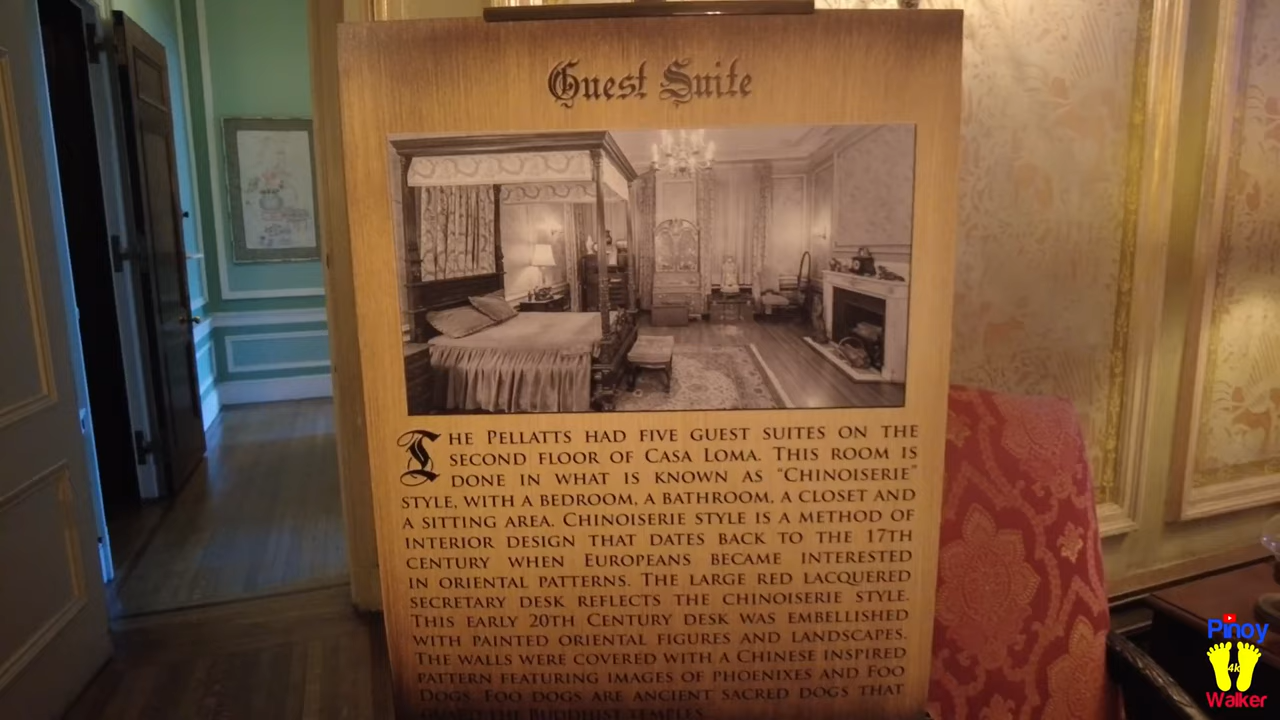 Guest Suite
THE PELLATTS HAD FIVE GUEST SUITES ON THE
SECOND FLOOR OF CASA LOMA. THIS ROOM IS
DONE IN WHAT IS KNOWN AS "CHINOISERIE"
STYLE, WITH A BEDROOM, A BATHROOM, A CLOSET AND
A SITTING AREA. CHINOISERIE STYLE IS A METHOD OF
INTERIOR DESIGN THAT DATES BACK TO THE 17TH
CENTURY WHEN EUROPEANS BECAME INTERESTED
IN ORIENTAL PATTERNS. THE LARGE RED LACQUERED
SECRETARY DESK REFLECTS THE CHINOISERIE STYLE.
THIS EARLY 20TH CENTURY DESK WAS EMBELLISHED
WITH PAINTED ORIENTAL FIGURES AND LANDSCAPES.
THE WALLS WERE COVERED WITH A CHINESE INSPIRED
PATTERN FEATURING IMAGES OF PHOENIXES AND FOO
DOGS. FOO DOGS ARE ANCIENT SACRED DOGS THAT
GUARD THE BUDDHIST TEMPLES.
Pinoy
4K
Walker